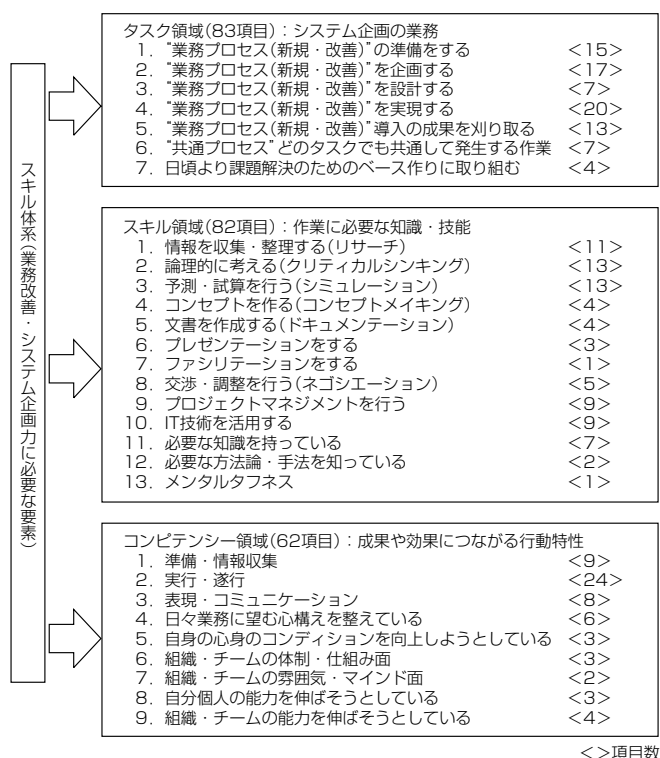 スキル体系(業務改善・システム企画力に必要な要素)
タスク領域(83項目):システム企画の業務
1. “業務プロセス(新規・改善)”の準備をする <15>
2. “業務プロセス(新規・改善)”を企画する <17>
3. “業務プロセス(新規・改善)”を設計する <7>
4. “業務プロセス(新規・改善)”を実現する <20>
5. “業務プロセス(新規・改善)”導入の成果を刈り取る <13>
6. “共通プロセス”どのタスクでも共通して発生する作業 <7>
7. 日頃より課題解決のためのベース作りに取り組む <4>
スキル領域(82項目):作業に必要な知識・技能
1. 情報を収集・整理する(リサーチ) <11>
2. 論理的に考える(クリティカルシンキング) <13>
3. 予測・試算を行う(シミュレーション) <13>
4. コンセプトを作る(コンセプトメイキング) <4>
5. 文書を作成する(ドキュメンテーション) <4>
6. プレゼンテーションをする <3>
7. ファシリテーションをする <1>
8. 交渉・調整を行う(ネゴシエーション) <5>
9. プロジェクトマネジメントを行う <9>
10. IT技術を活用する <9>
11. 必要な知識を持っている <7>
12. 必要な方法論・手法を知っている <2>
13. メンタルタフネス <1>
コンピテンシー領域(62項目):成果や効果につながる行動特性
1. 準備・情報収集 <9>
2. 実行・遂行 <24>
3. 表現・コミュニケーション <8>
4. 日々業務に望む心構えを整えている <6>
5. 自身の心身のコンディションを向上しようとしている <3>
6. 組織・チームの体制・仕組み面 <3>
7. 組織・チームの雰囲気・マインド面 <2>
8. 自分個人の能力を伸ばそうとしている <3>
9. 組織・チームの能力を伸ばそうとしている <4>
< >項目数